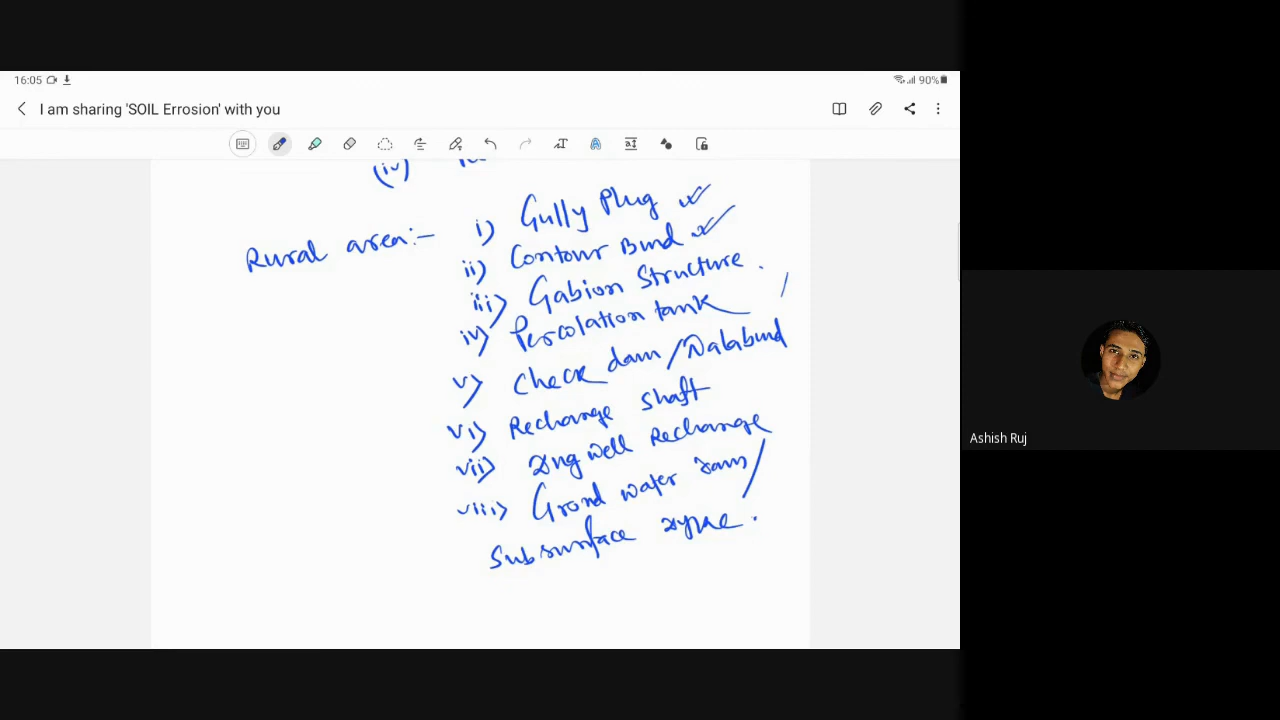 16:05
90%
I am sharing 'SOIL Errosion' with you
(iv)
Rural area:-
i) Gully Plug
ii) Contour Bund
iii) Gabion Structure.
iv) Percolation tank
v) Check dam / Nalabund
vi) Recharge Shaft
vii) Dug well Recharge
viii) Grond water Dam /
Subsurface Dyke.
Ashish Ruj